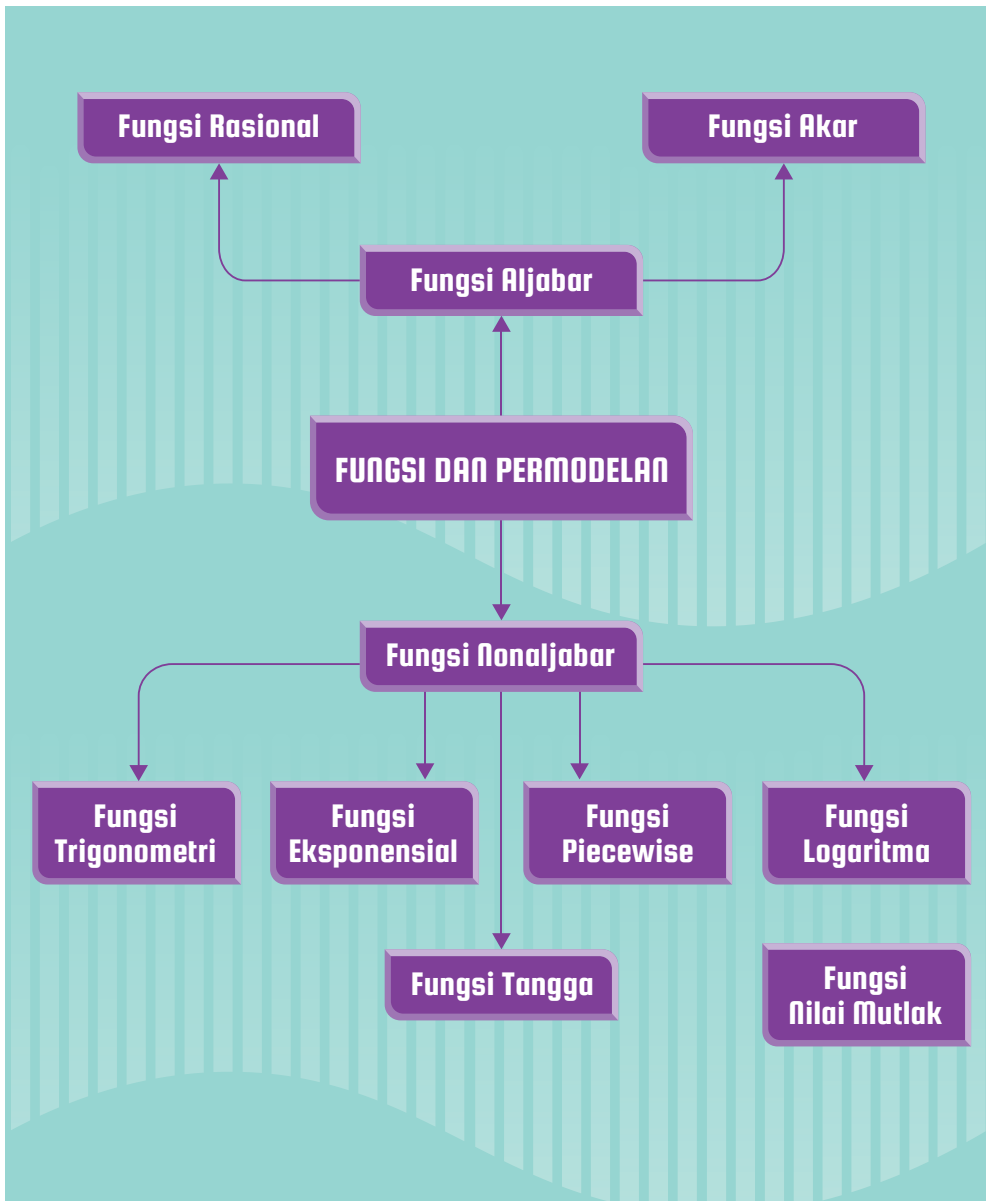 Fungsi Rasional
Fungsi Akar
Fungsi Aljabar
FUNGSI DAN PERMODELAN
Fungsi Nonaljabar
Fungsi
Trigonometri
Fungsi
Eksponensial
Fungsi
Piecewise
Fungsi
Logaritma
Fungsi Tangga
Fungsi
Nilai Mutlak